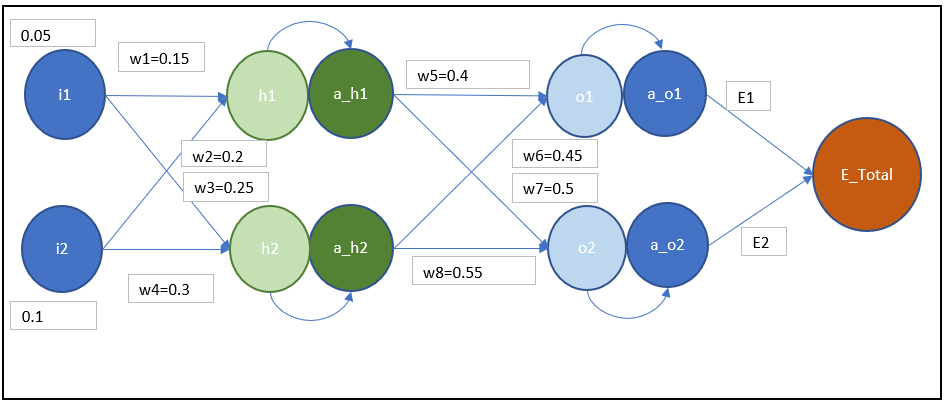 0.05
w1=0.15
i1
h1
a_h1
w5=0.4
o1
a_o1
E1
w2=0.2
w6=0.45
w3=0.25
w7=0.5
E_Total
i2
h2
a_h2
o2
a_o2
E2
w4=0.3
w8=0.55
0.1